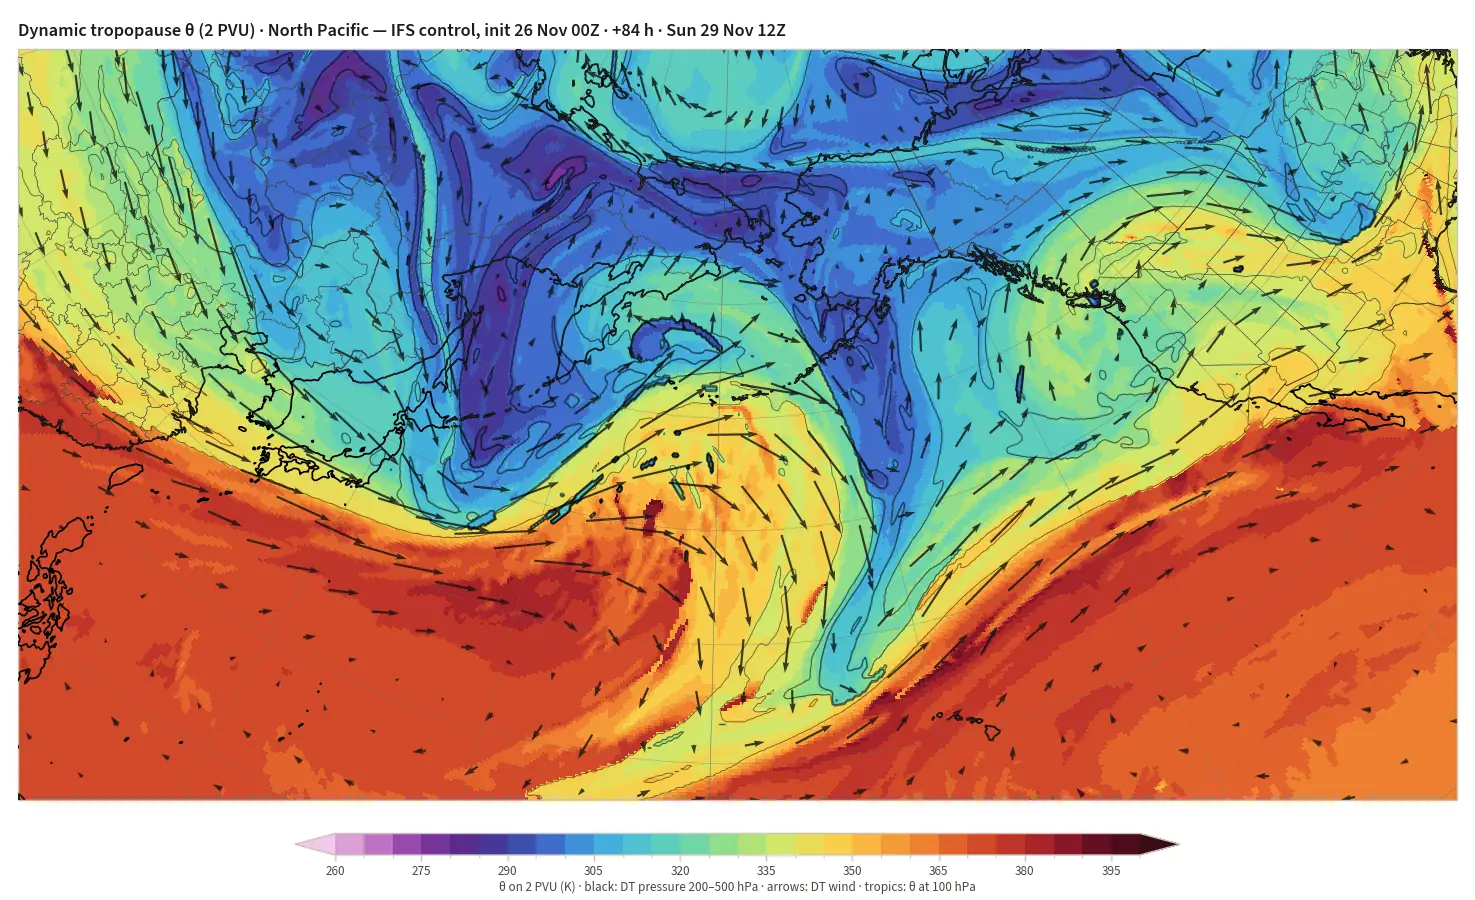 Dynamic tropopause θ (2 PVU) · North Pacific — IFS control, init 26 Nov 00Z · +84 h · Sun 29 Nov 12Z
260 275 290 305 320 335 350 365 380 395
θ on 2 PVU (K) · black: DT pressure 200–500 hPa · arrows: DT wind · tropics: θ at 100 hPa